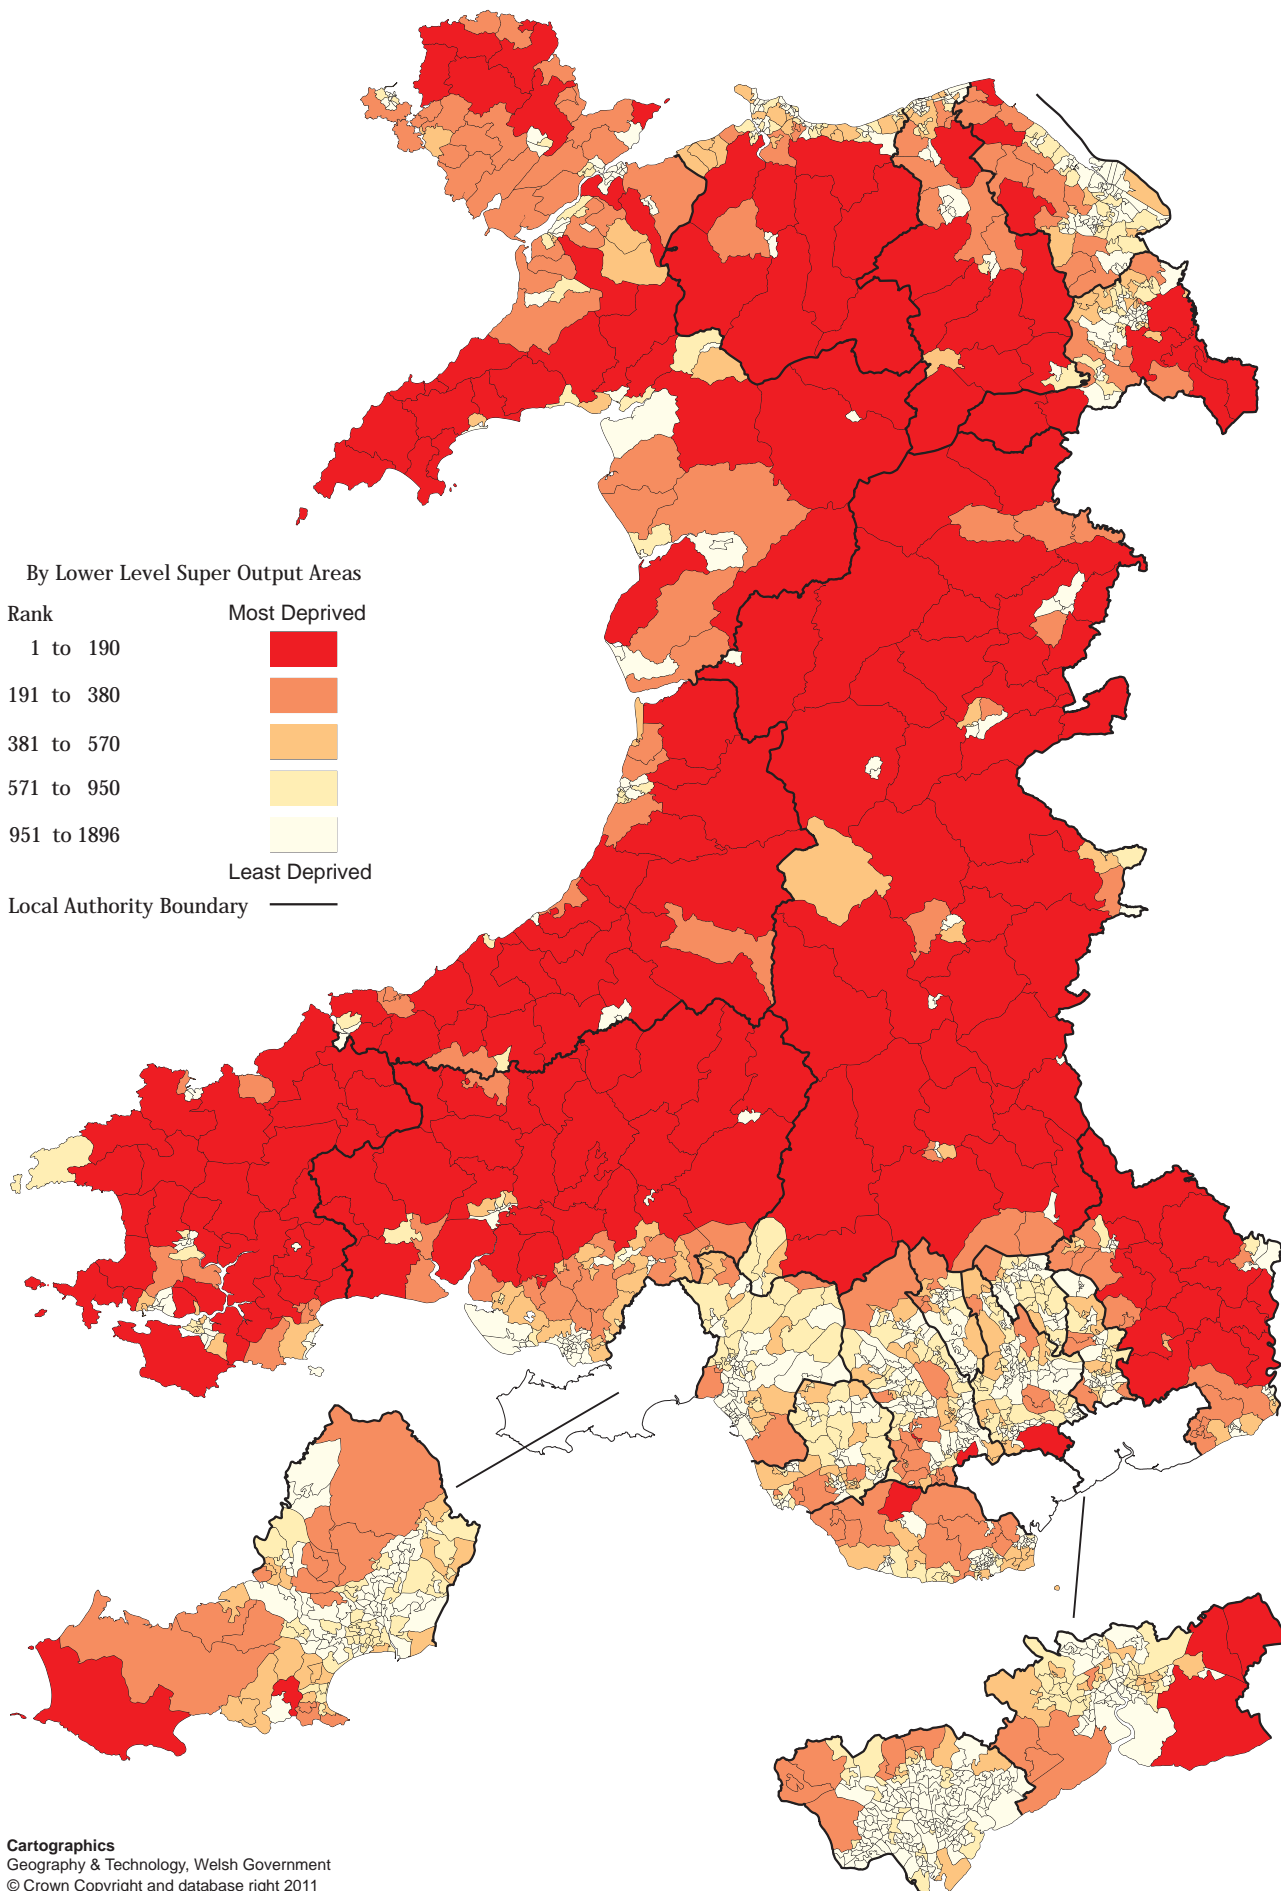 By Lower Level Super Output Areas
Rank Most Deprived
1 to 190
191 to 380
381 to 570
571 to 950
951 to 1896
Least Deprived
Local Authority Boundary
Cartographics
Geography & Technology, Welsh Government
© Crown Copyright and database right 2011